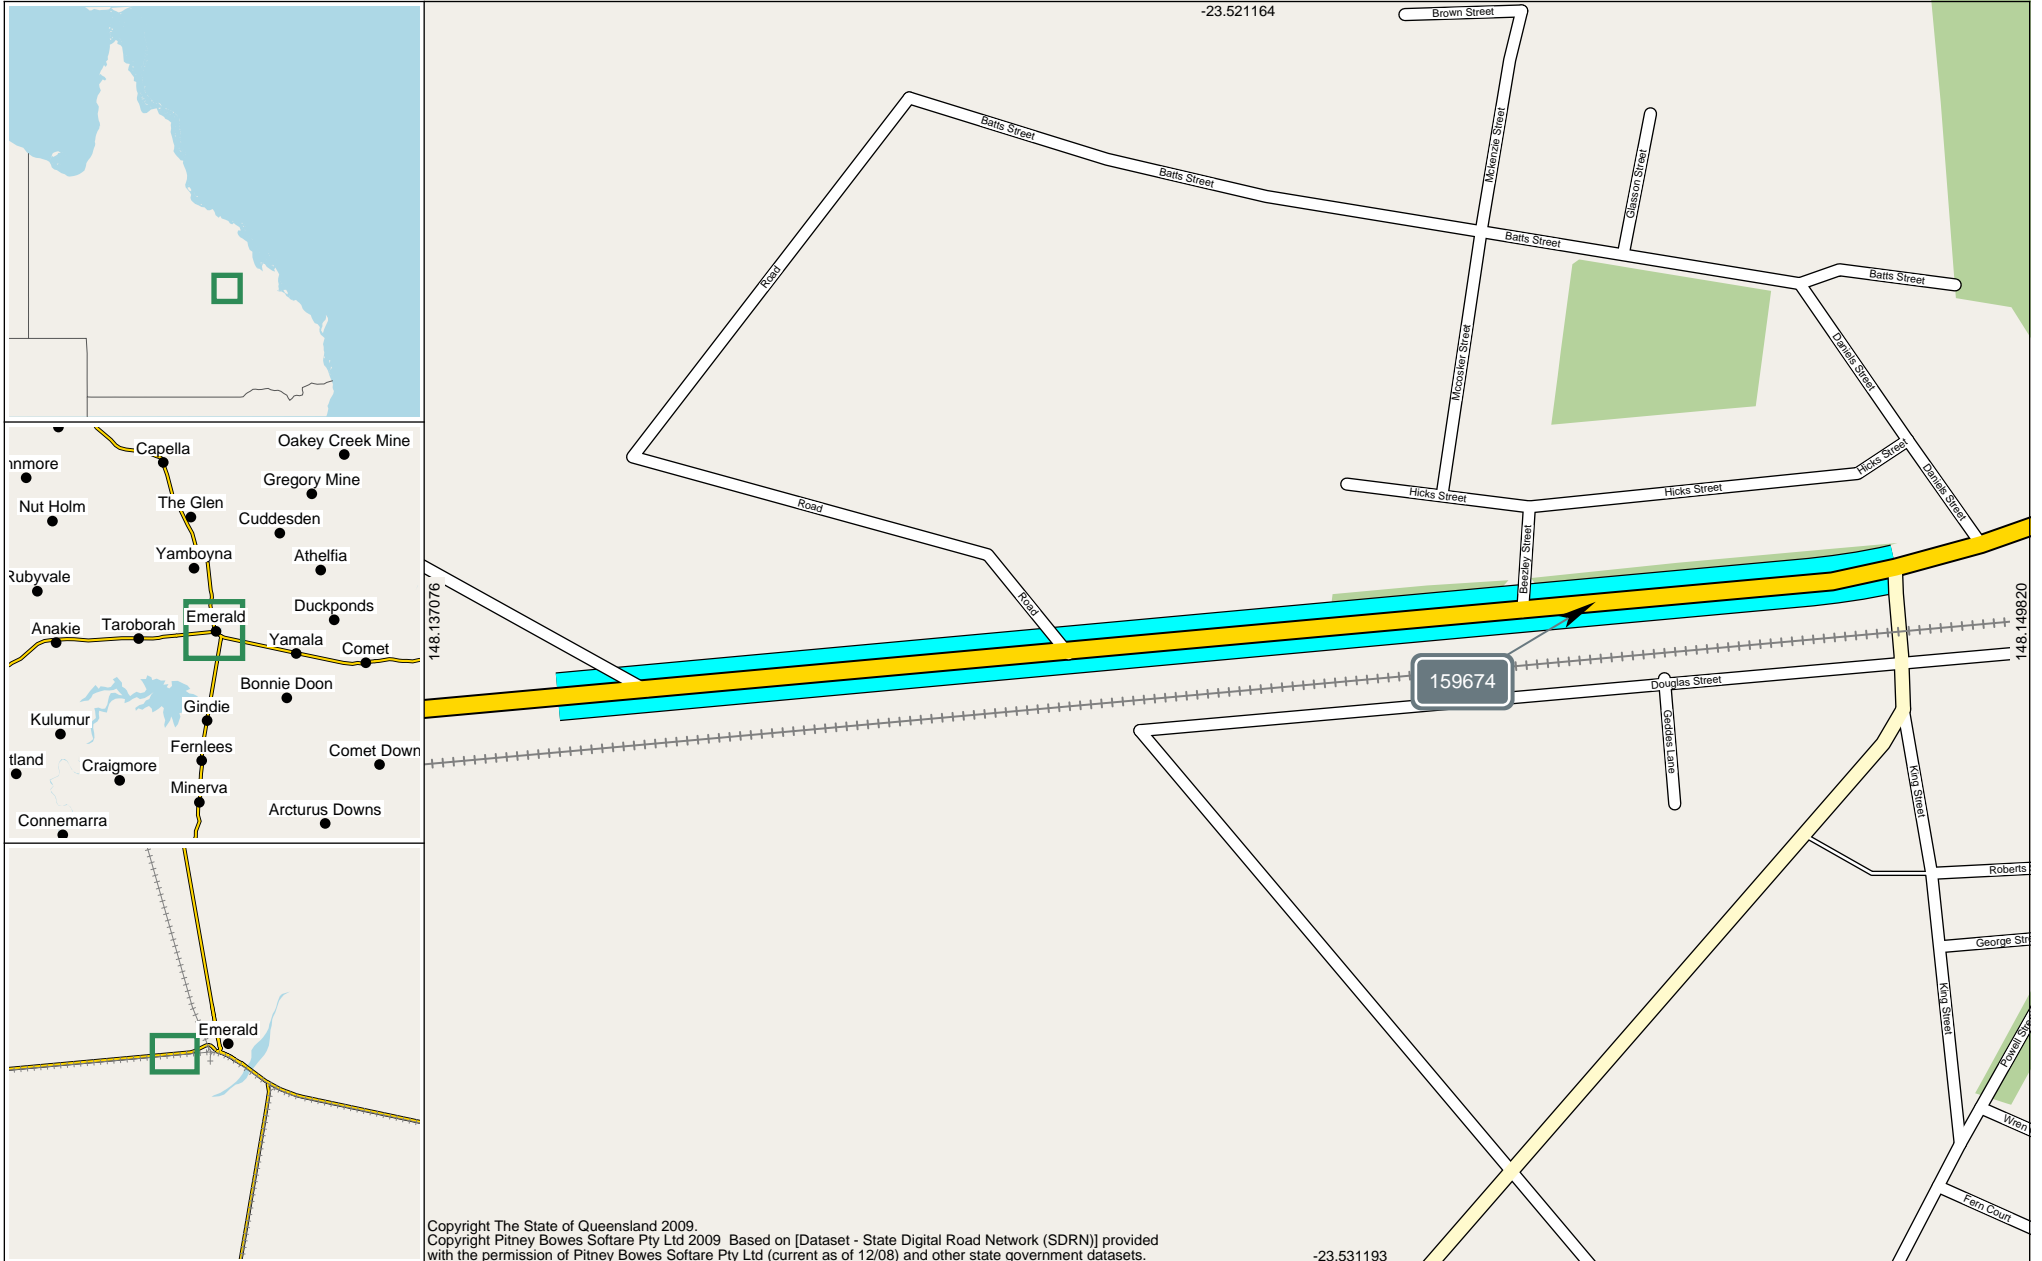 -23.521164
Brown Street
Batts Street
Mckenzie Street
Glasson Street
Batts Street
Batts Street
Batts Street
Road
Mccosker Street
Daniels Street
Hicks Street
Hicks Street
Hicks Street
Daniels Street
Road
Beezley Street
Road
148.137076
148.149820
159674
Douglas Street
Geddes Lane
King Street
Roberts
George Str
King Street
Powell Stre
Wren
Fern Court
Capella
Oakey Creek Mine
nnmore
Gregory Mine
Nut Holm
The Glen
Cuddesden
Yamboyna
Athelfia
Rubyvale
Duckponds
Emerald
Anakie
Taroborah
Yamala
Comet
Bonnie Doon
Gindie
Kulumur
Fernlees
Comet Down
tland
Craigmore
Minerva
Arcturus Downs
Connemarra
Emerald
Copyright The State of Queensland 2009.
Copyright Pitney Bowes Softare Pty Ltd 2009 Based on [Dataset - State Digital Road Network (SDRN)] provided
with the permission of Pitney Bowes Softare Pty Ltd (current as of 12/08) and other state government datasets.
-23.531193